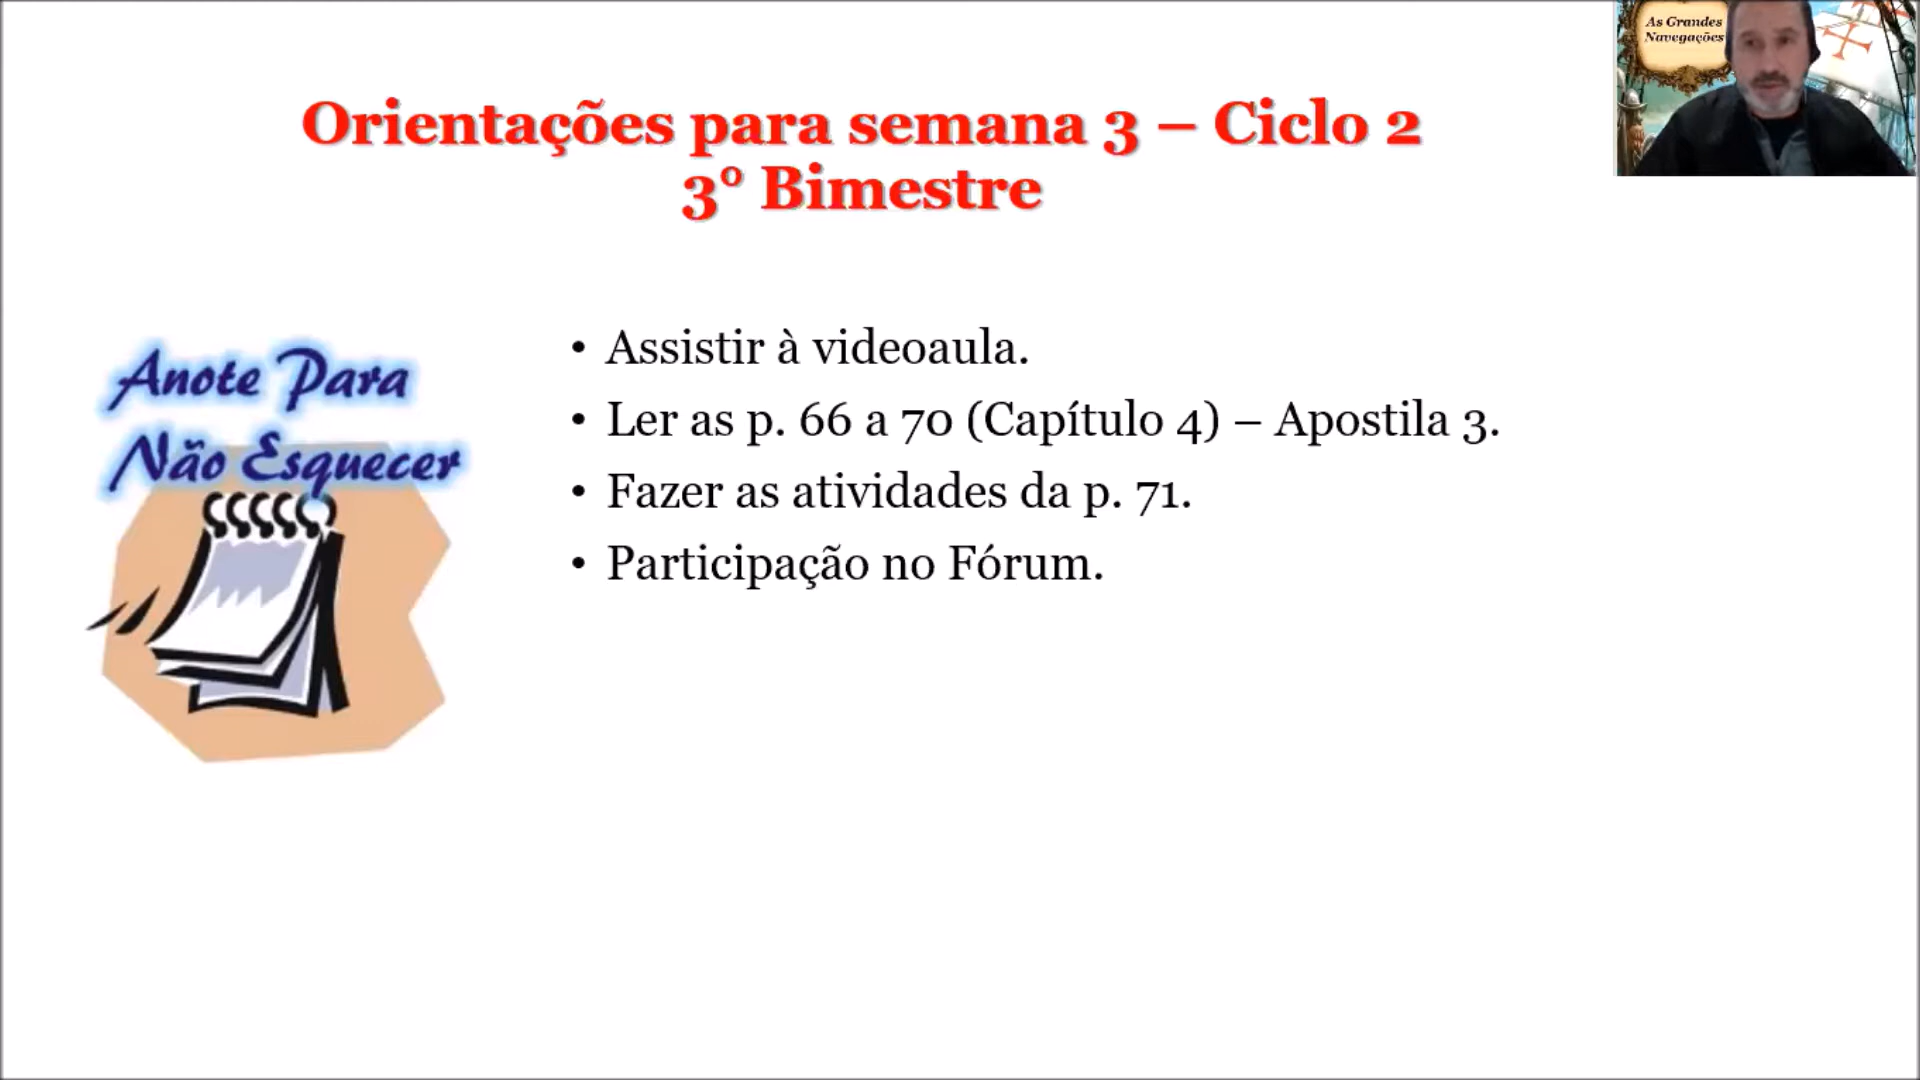 As Grandes
Navegações
Orientações para semana 3 – Ciclo 2
3º Bimestre
Anote Para
Não Esquecer
• Assistir à videoaula.
• Ler as p. 66 a 70 (Capítulo 4) – Apostila 3.
• Fazer as atividades da p. 71.
• Participação no Fórum.